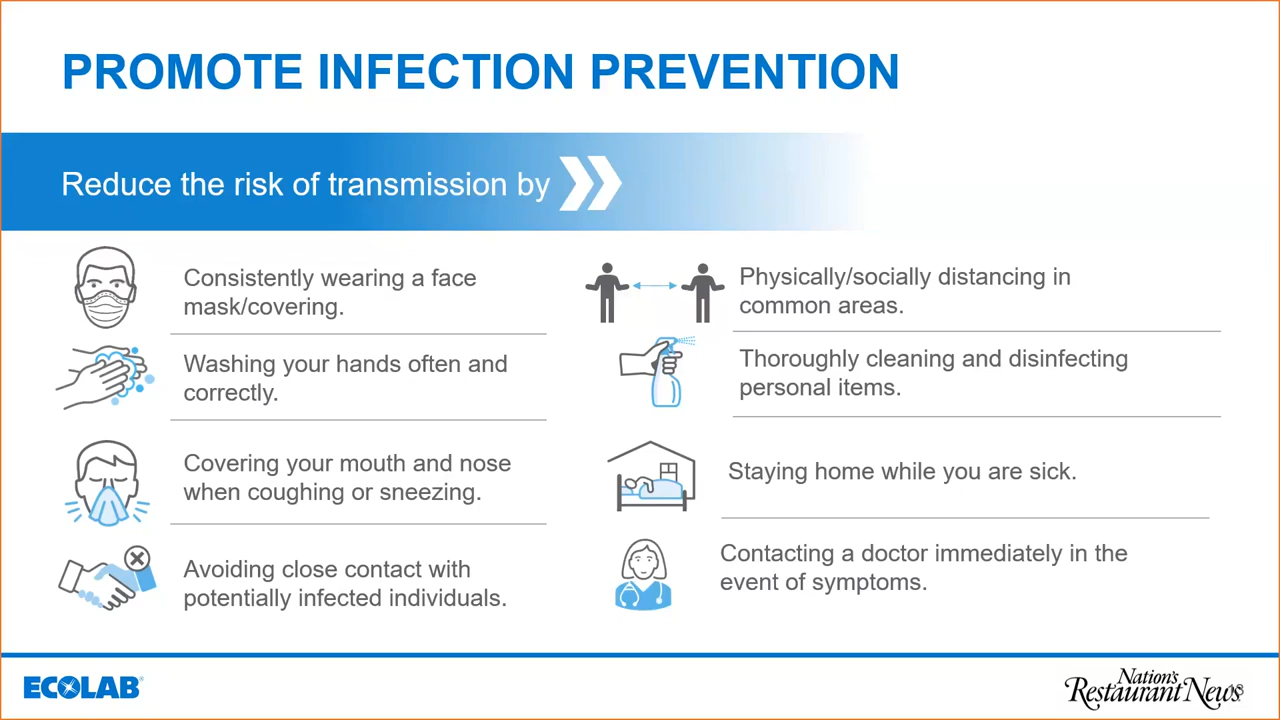 PROMOTE INFECTION PREVENTION
Reduce the risk of transmission by
Consistently wearing a face
mask/covering.
Washing your hands often and
correctly.
Covering your mouth and nose
when coughing or sneezing.
Avoiding close contact with
potentially infected individuals.
Physically/socially distancing in
common areas.
Thoroughly cleaning and disinfecting
personal items.
Staying home while you are sick.
Contacting a doctor immediately in the
event of symptoms.
ECOLAB®
Nation's
Restaurant News